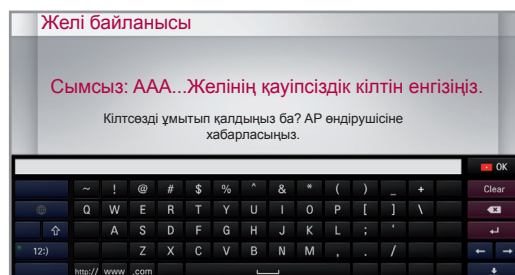 Желі байланысы
Сымсыз: AAA...Желінің қауіпсіздік кілтін енгізіңіз.
Кілтсөзді ұмытып қалдыңыз ба? AP өндірушісіне
хабарласыңыз.
OK
~ ! @ # $ % ^ & * ( ) _ + Clear
Q W E R T Y U I O P [ ] \
A S D F G H J K L ; '
12:) Z X C V B N M , . / ← →
http:// www .com